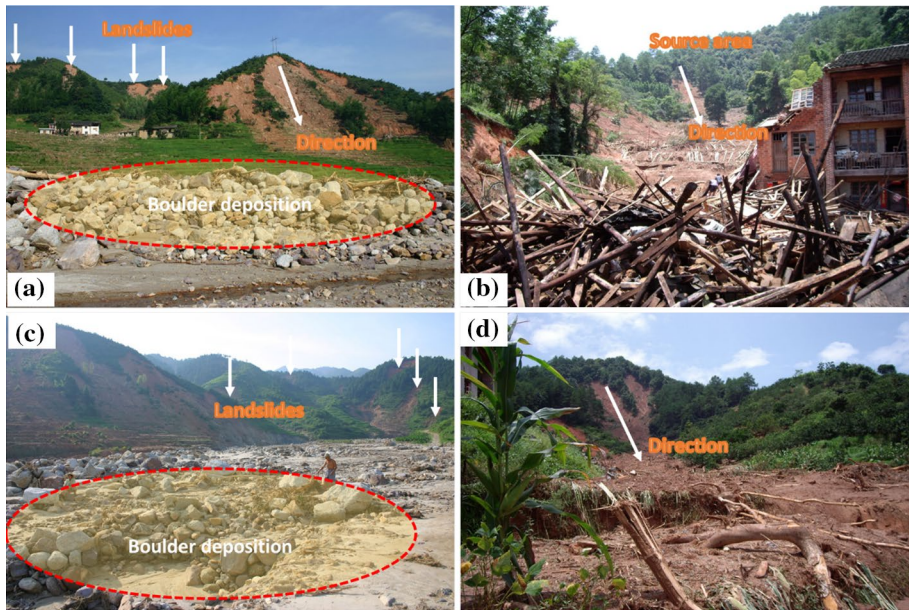 Landslides
Direction
Boulder deposition
(a)
Source area
Direction
(b)
(c)
Landslides
Boulder deposition
(d)
Direction